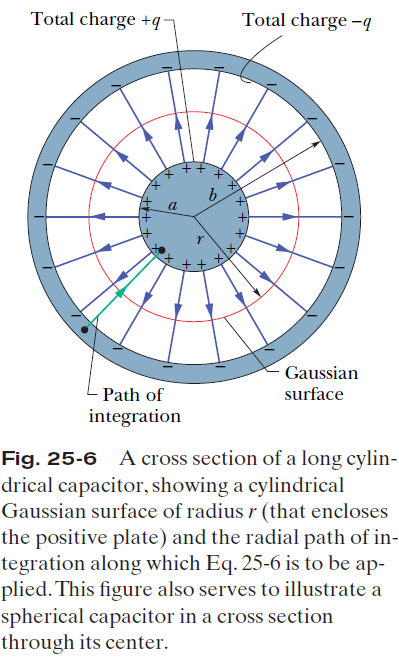 Total charge +q
Total charge –q
a
b
r
Path of
integration
Gaussian
surface
Fig. 25-6 A cross section of a long cylin-
drical capacitor, showing a cylindrical
Gaussian surface of radius r (that encloses
the positive plate) and the radial path of in-
tegration along which Eq. 25-6 is to be ap-
plied. This figure also serves to illustrate a
spherical capacitor in a cross section
through its center.